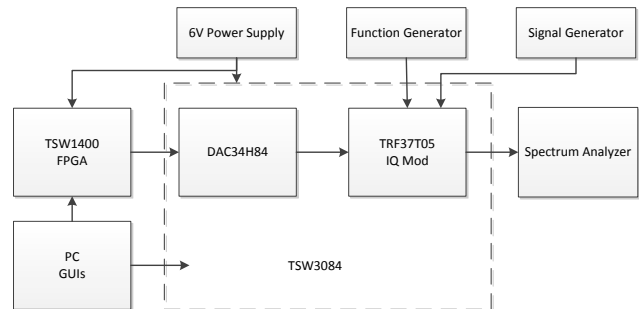 6V Power Supply
Function Generator
Signal Generator
TSW1400
FPGA
DAC34H84
TRF37T05
IQ Mod
Spectrum Analyzer
PC
GUIs
TSW3084